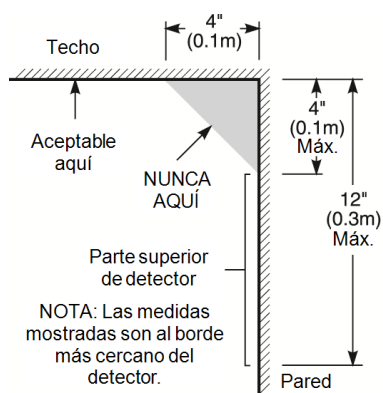 4"
(0.1m)
Techo
4"
(0.1m)
Máx.
Aceptable
aquí
NUNCA
AQUÍ
12"
(0.3m)
Máx.
Parte superior
de detector
NOTA: Las medidas
mostradas son al borde
más cercano del
detector.
Pared